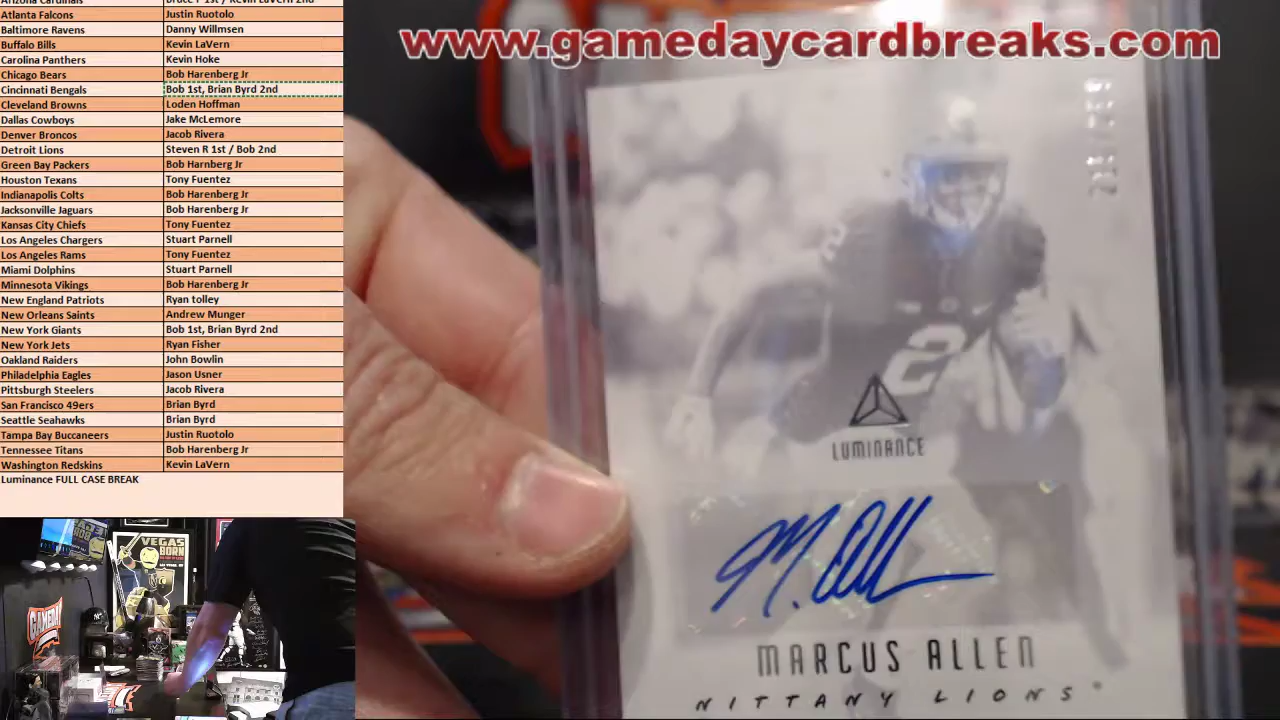 www.gamedaycardbreaks.com
Atlanta Falcons Justin Ruotolo
Baltimore Ravens Danny Willmsen
Buffalo Bills Kevin LaVern
Carolina Panthers Kevin Hoke
Chicago Bears Bob Harenberg Jr
Cincinnati Bengals Bob 1st, Brian Byrd 2nd
Cleveland Browns Loden Hoffman
Dallas Cowboys Jake McLemore
Denver Broncos Jacob Rivera
Detroit Lions Steven R 1st / Bob 2nd
Green Bay Packers Bob Harnberg Jr
Houston Texans Tony Fuentez
Indianapolis Colts Bob Harenberg Jr
Jacksonville Jaguars Bob Harenberg Jr
Kansas City Chiefs Tony Fuentez
Los Angeles Chargers Stuart Parnell
Los Angeles Rams Tony Fuentez
Miami Dolphins Stuart Parnell
Minnesota Vikings Bob Harenberg Jr
New England Patriots Ryan tolley
New Orleans Saints Andrew Munger
New York Giants Bob 1st, Brian Byrd 2nd
New York Jets Ryan Fisher
Oakland Raiders John Bowlin
Philadelphia Eagles Jason Usner
Pittsburgh Steelers Jacob Rivera
San Francisco 49ers Brian Byrd
Seattle Seahawks Brian Byrd
Tampa Bay Buccaneers Justin Ruotolo
Tennessee Titans Bob Harenberg Jr
Washington Redskins Kevin LaVern
Luminance FULL CASE BREAK
2
2
LUMINANCE
M. All
MARCUS ALLEN
NITTANY LIONS
VEGAS
BORN
GAMEDAY